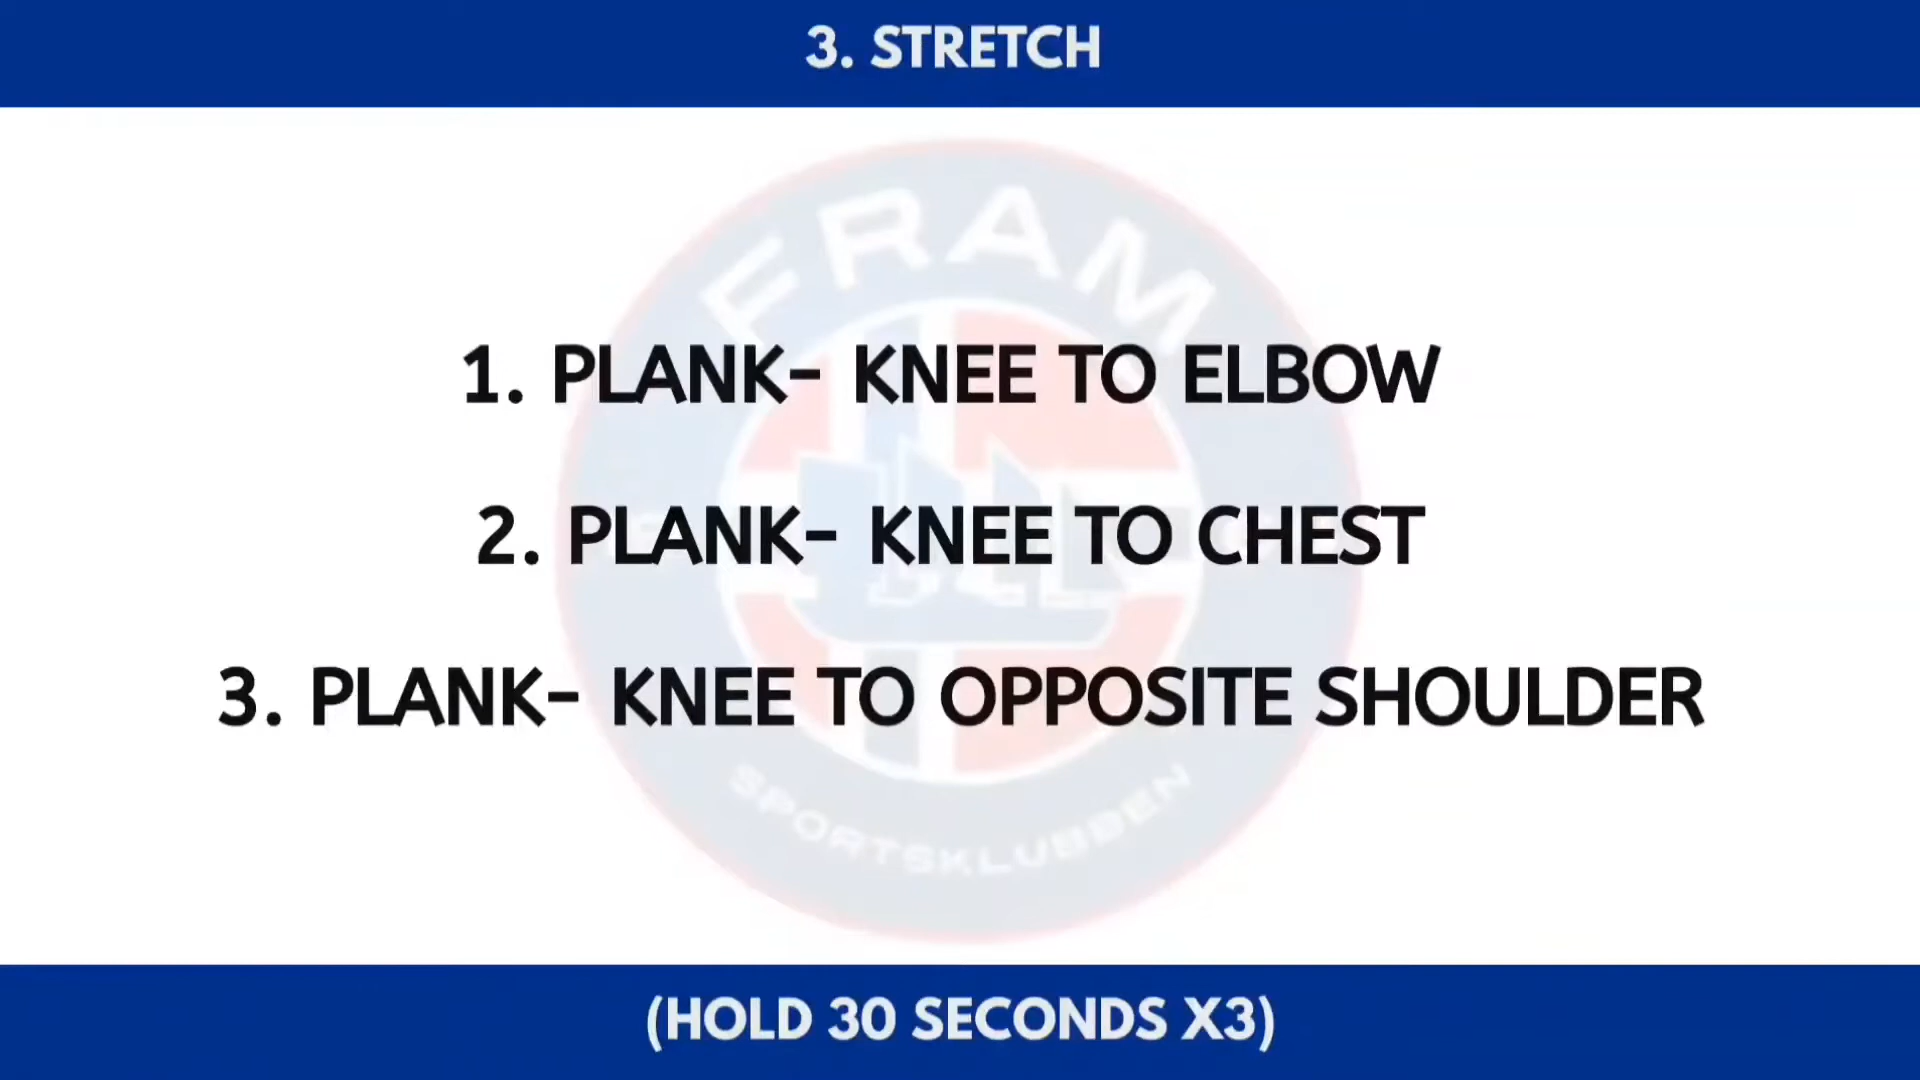 3. STRETCH
FRAM
1. PLANK- KNEE TO ELBOW
2. PLANK- KNEE TO CHEST
3. PLANK- KNEE TO OPPOSITE SHOULDER
SPORTSKLUBBEN
(HOLD 30 SECONDS X3)